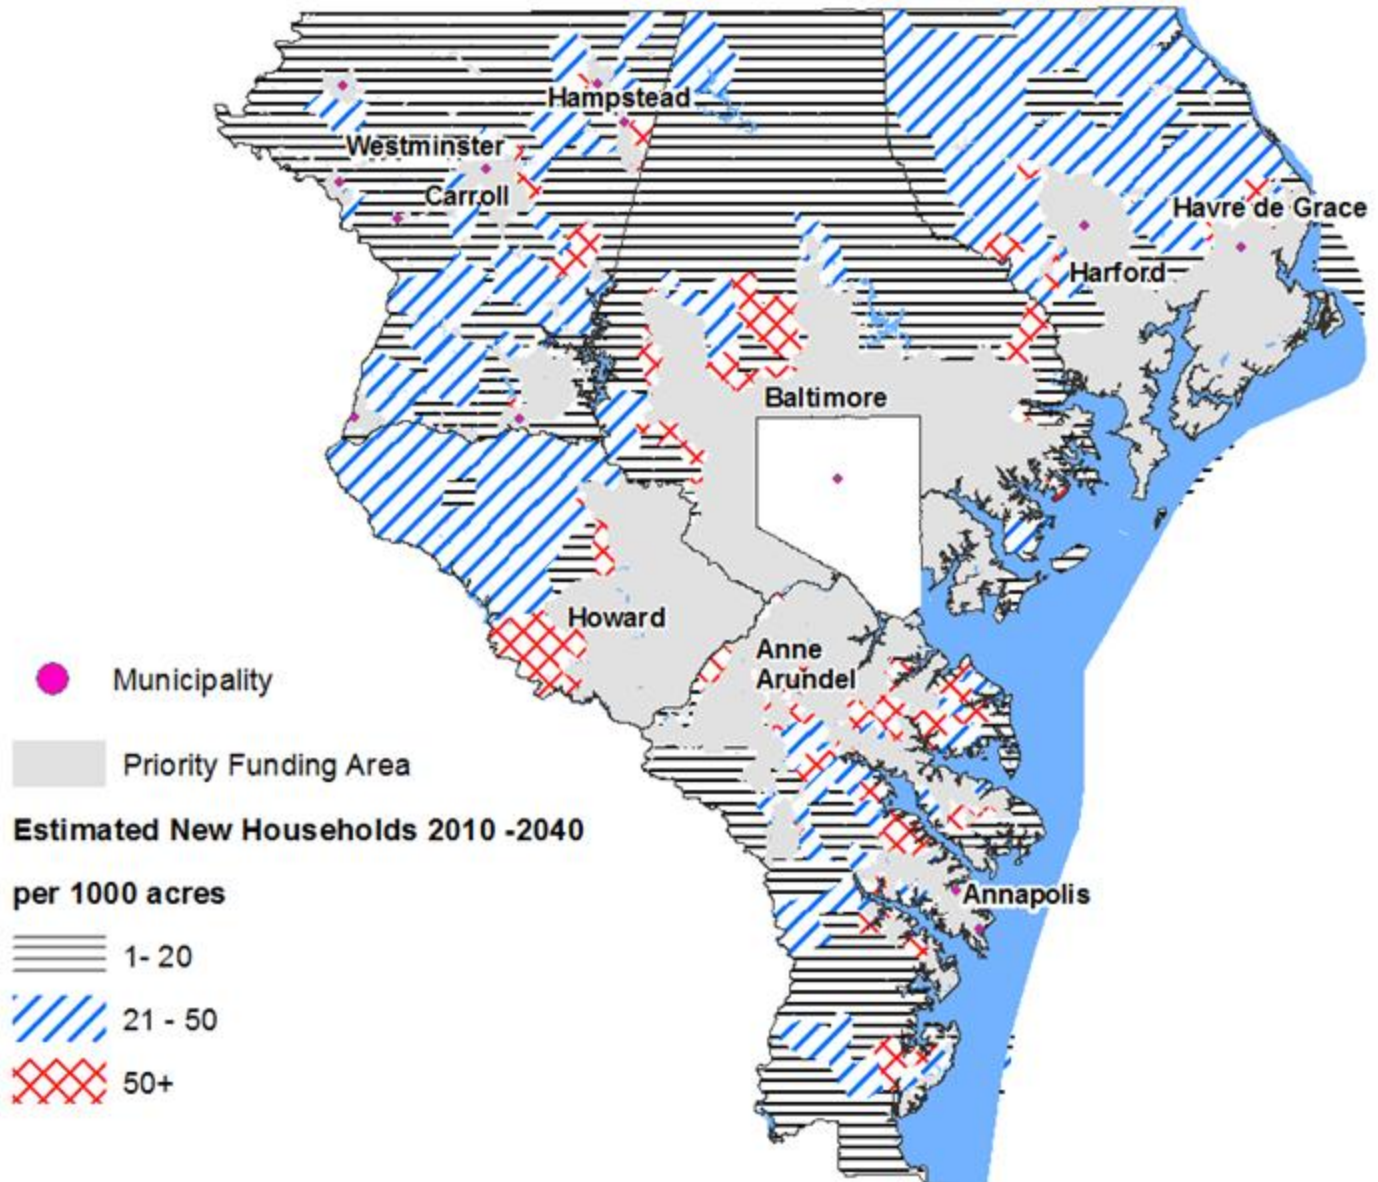 Hampstead
Westminster
Carroll
Havre de Grace
Harford
Baltimore
Howard
Anne
Arundel
Annapolis
Municipality
Priority Funding Area
Estimated New Households 2010 -2040
per 1000 acres
1- 20
21 - 50
50+